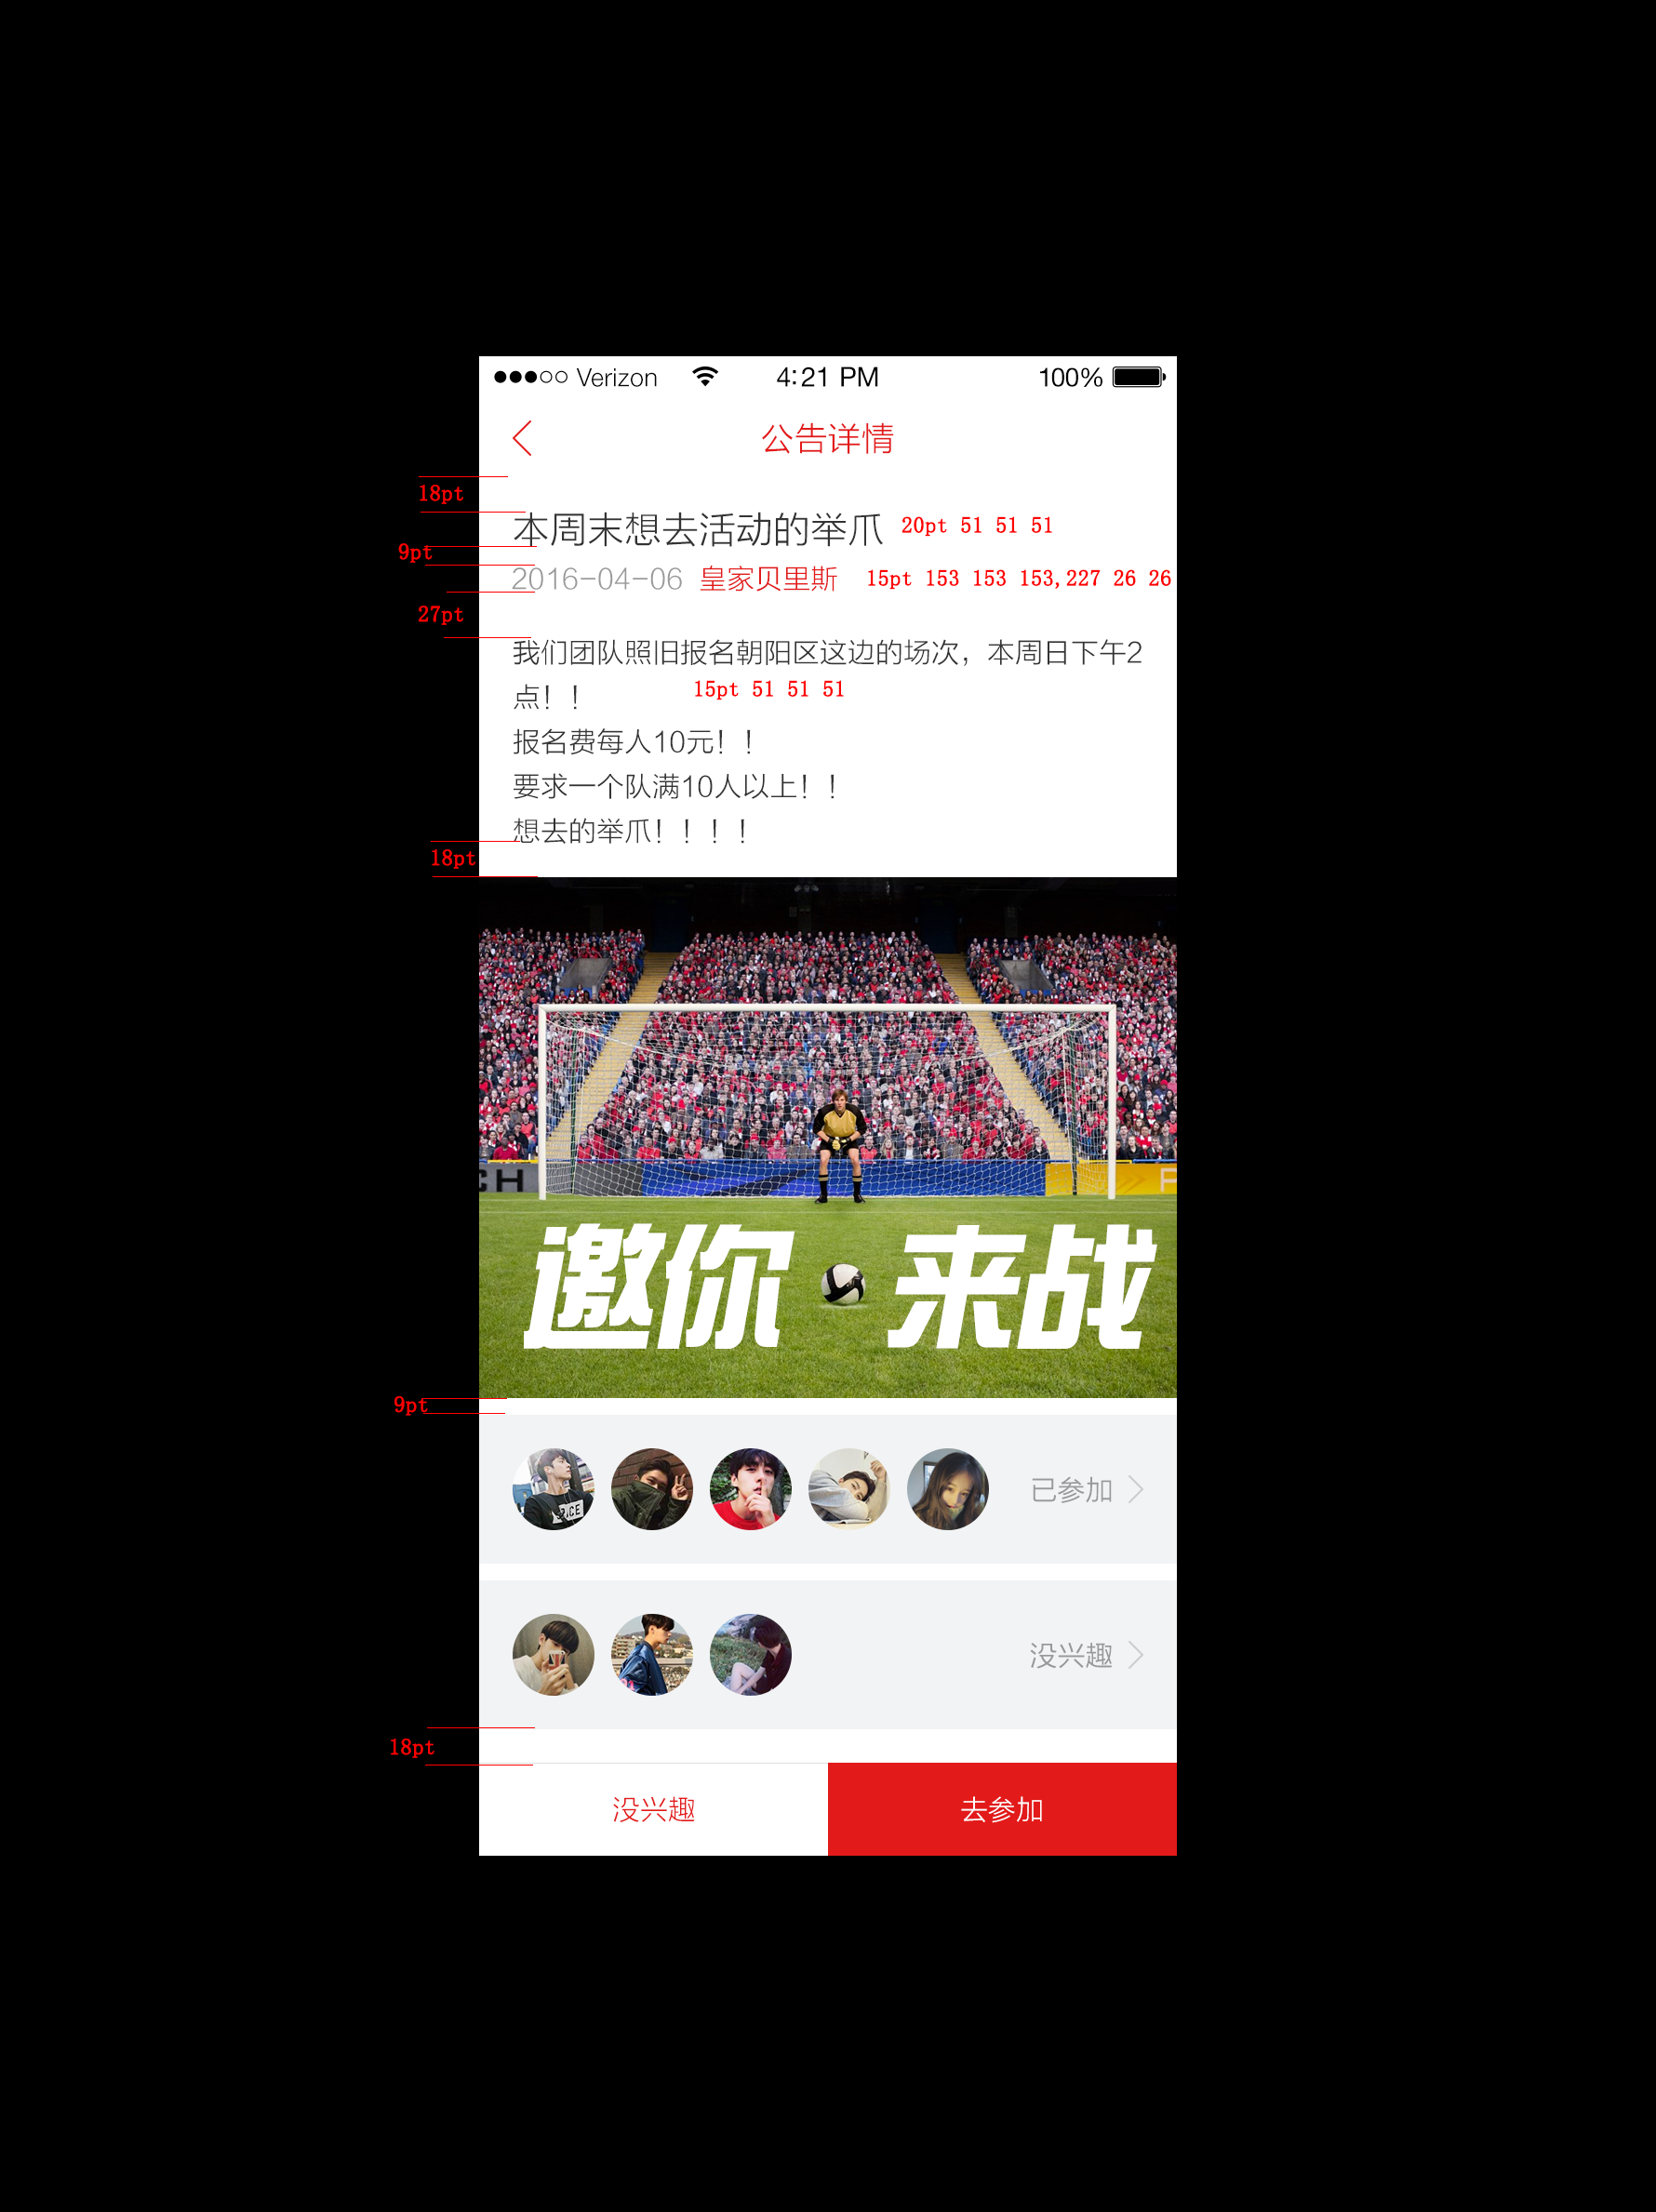 ●●●○○ Verizon 4:21 PM 100%
公告详情
18pt
本周末想去活动的举爪 20pt 51 51 51
9pt
2016-04-06 皇家贝里斯 15pt 153 153 153,227 26 26
27pt
我们团队照旧报名朝阳区这边的场次，本周日下午2
点！！ 15pt 51 51 51
报名费每人10元！！
要求一个队满10人以上！！
想去的举爪！！！！
18pt
CH
邀你 来战
9pt
已参加
没兴趣
18pt
没兴趣 去参加